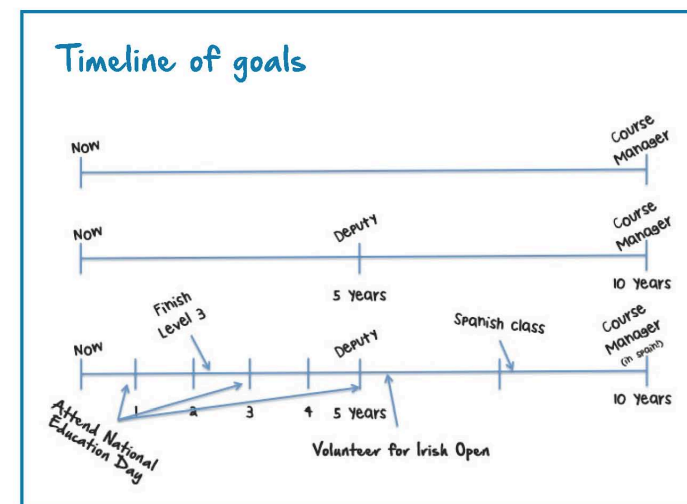 Timeline of goals
Now
Course
Manager
Now
Deputy
Course
Manager
5 Years
10 Years
Finish
Level 3
Spanish class
Now
Deputy
Course
Manager
(in spain!)
1
2
3
4
5 Years
10 Years
Attend National
Education Day
Volunteer for Irish Open